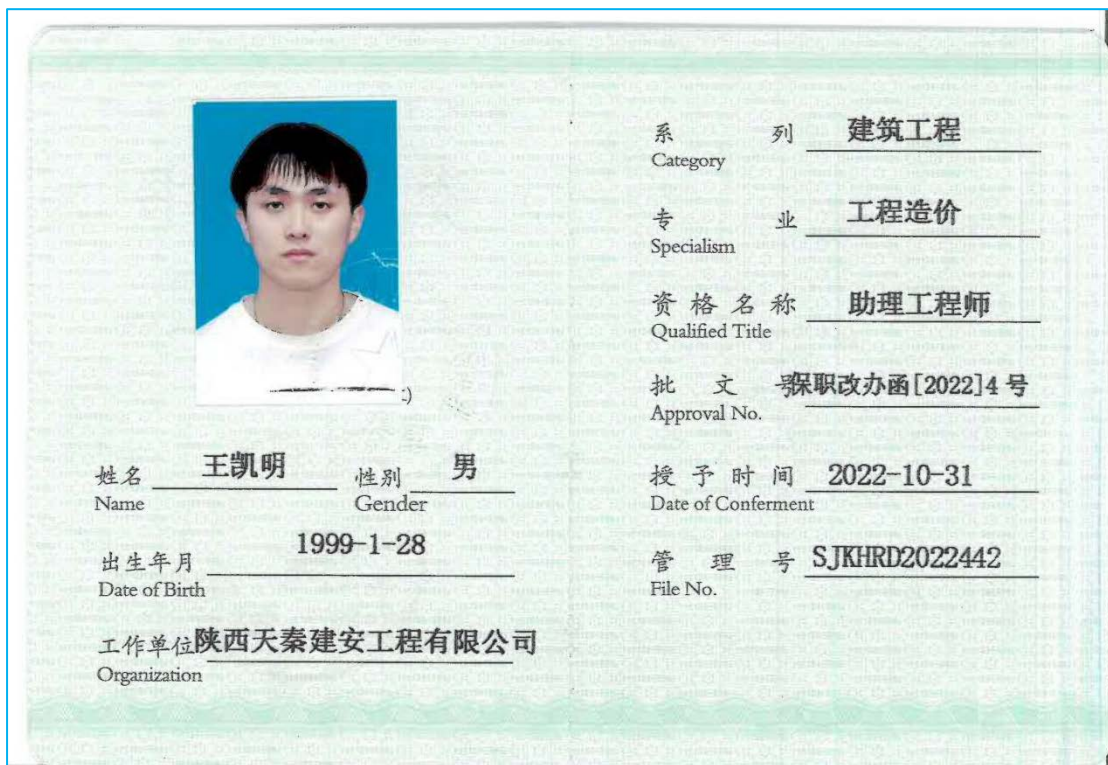 姓名 王凯明 性别 男
Name Gender
出生年月 1999-1-28
Date of Birth
工作单位 陕西天秦建安工程有限公司
Organization
系列 建筑工程
Category
专业 工程造价
Specialism
资格名称 助理工程师
Qualified Title
批文号 保职改办函[2022]4号
Approval No.
授予时间 2022-10-31
Date of Conferment
管理号 SJKHRD2022442
File No.